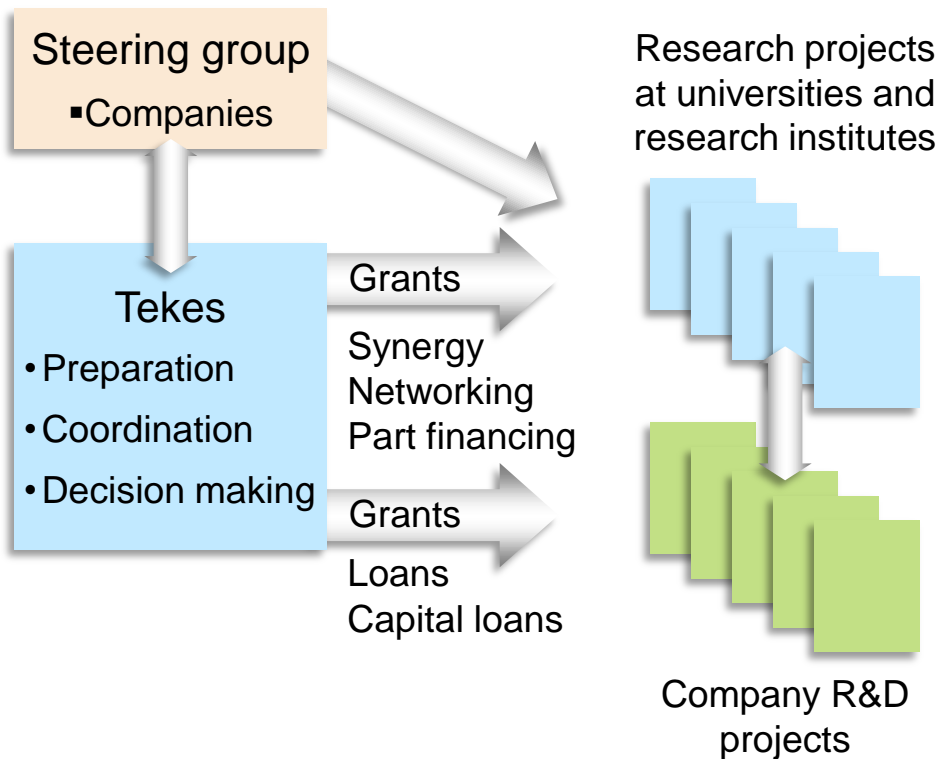 Steering group
▪Companies
Tekes
•Preparation
•Coordination
•Decision making
Grants
Synergy
Networking
Part financing
Grants
Loans
Capital loans
Research projects
at universities and
research institutes
Company R&D
projects